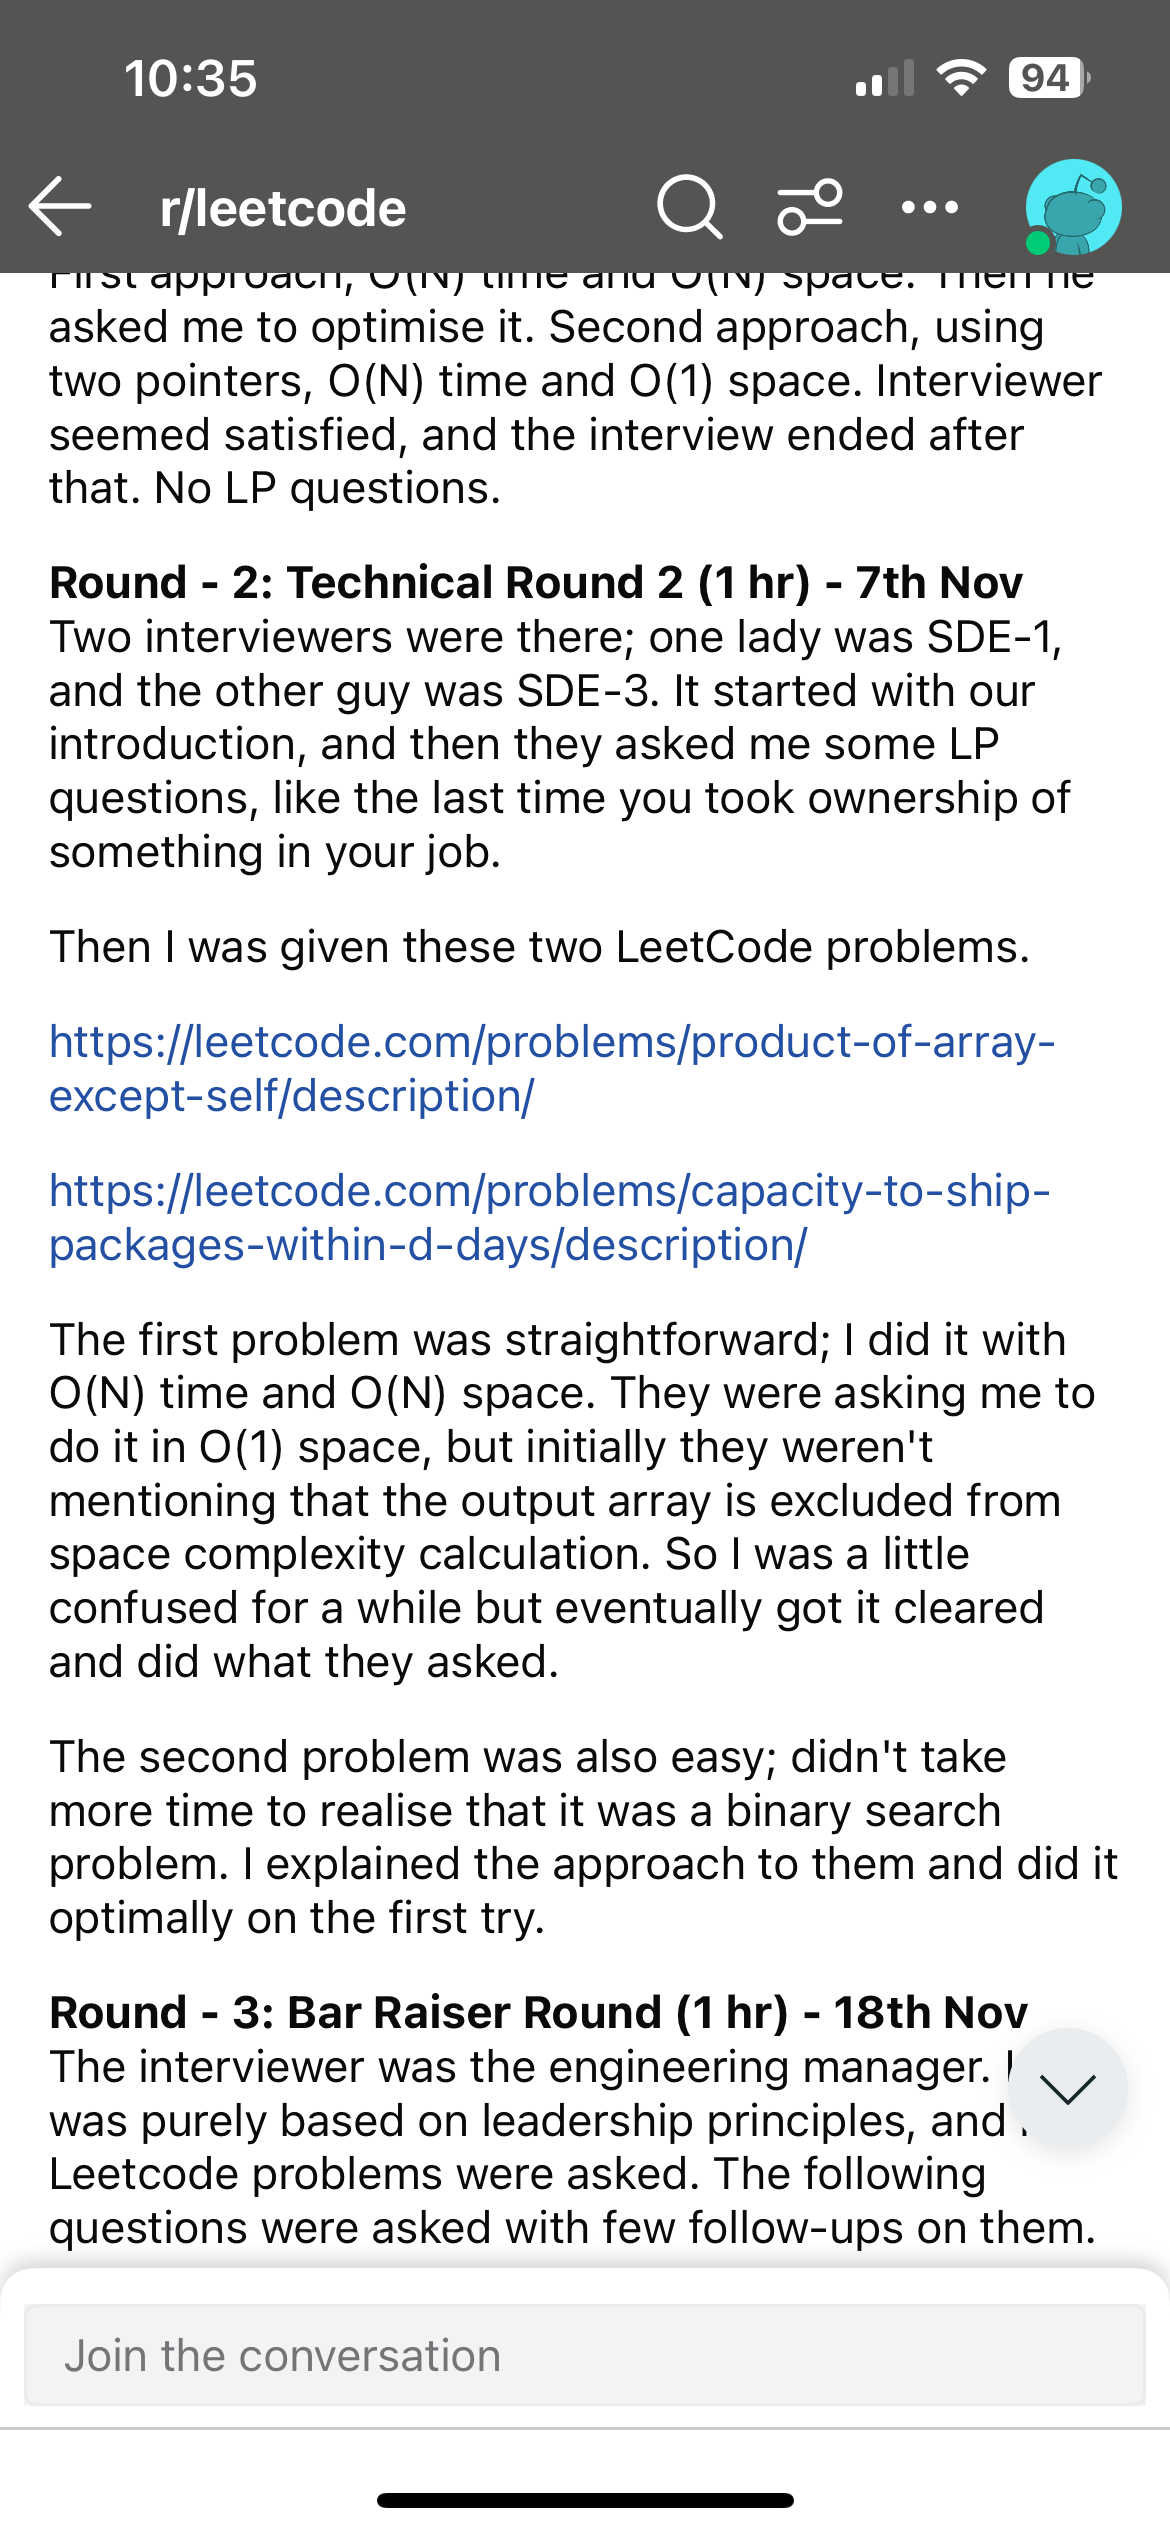 10:35
94
r/leetcode
First approach, O(N) time and O(N) space. Then he
asked me to optimise it. Second approach, using
two pointers, O(N) time and O(1) space. Interviewer
seemed satisfied, and the interview ended after
that. No LP questions.
Round - 2: Technical Round 2 (1 hr) - 7th Nov
Two interviewers were there; one lady was SDE-1,
and the other guy was SDE-3. It started with our
introduction, and then they asked me some LP
questions, like the last time you took ownership of
something in your job.
Then I was given these two LeetCode problems.
https://leetcode.com/problems/product-of-array-
except-self/description/
https://leetcode.com/problems/capacity-to-ship-
packages-within-d-days/description/
The first problem was straightforward; I did it with
O(N) time and O(N) space. They were asking me to
do it in O(1) space, but initially they weren't
mentioning that the output array is excluded from
space complexity calculation. So I was a little
confused for a while but eventually got it cleared
and did what they asked.
The second problem was also easy; didn't take
more time to realise that it was a binary search
problem. I explained the approach to them and did it
optimally on the first try.
Round - 3: Bar Raiser Round (1 hr) - 18th Nov
The interviewer was the engineering manager.
was purely based on leadership principles, and
Leetcode problems were asked. The following
questions were asked with few follow-ups on them.
Join the conversation